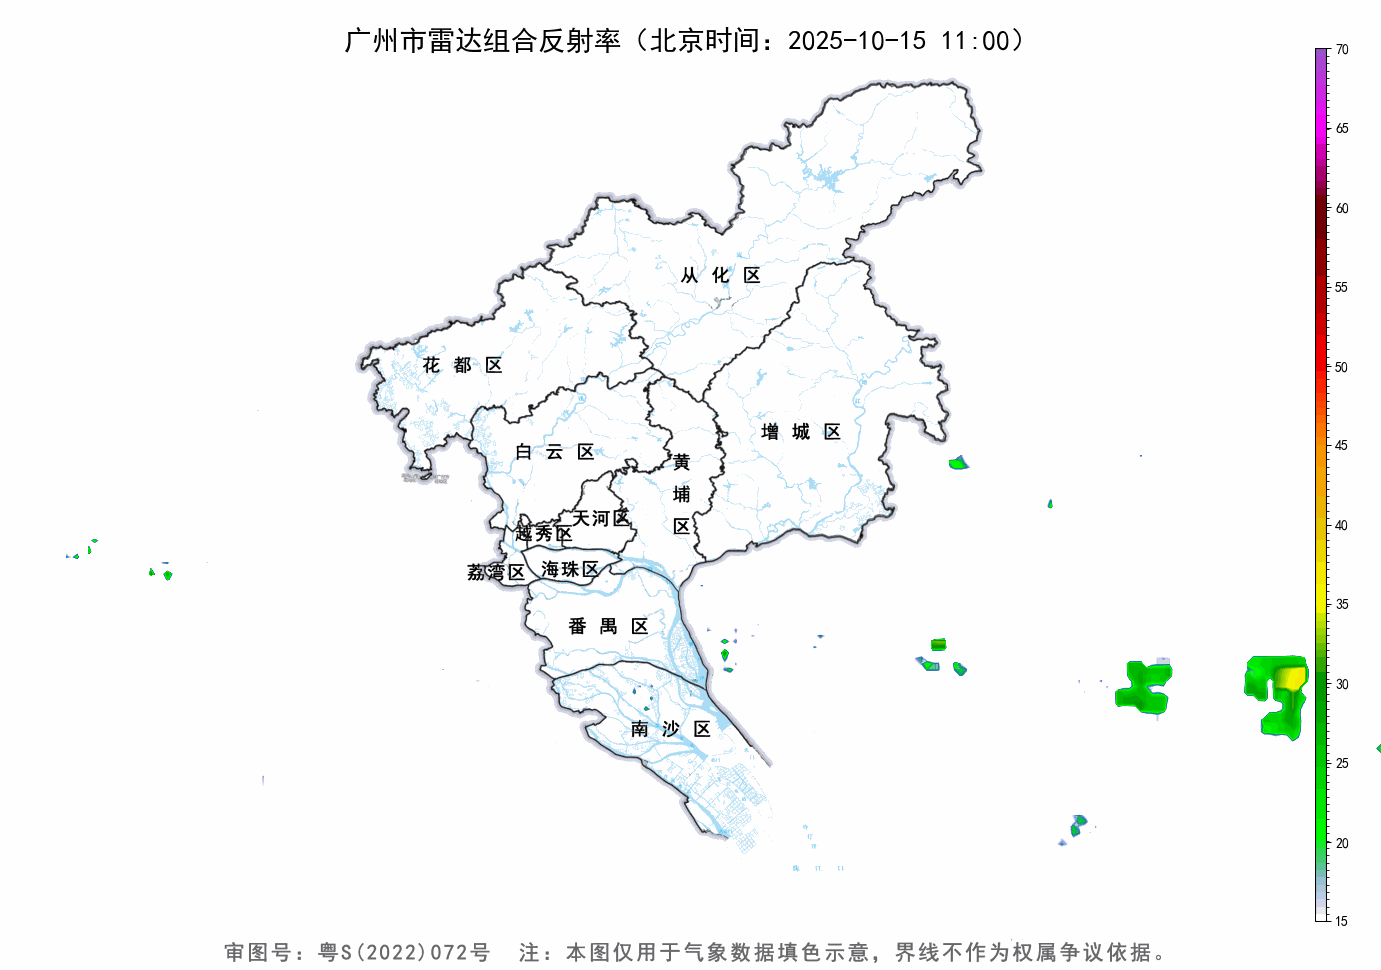 广州市雷达组合反射率（北京时间：2025-10-15 11:00）
70
65
60
55
50
45
40
35
30
25
20
15
从化区
花都区
增城区
白云区
黄埔区
天河区
越秀区
海珠区
荔湾区
番禺区
南沙区
审图号：粤S(2022)072号 注：本图仅用于气象数据填色示意，界线不作为权属争议依据。